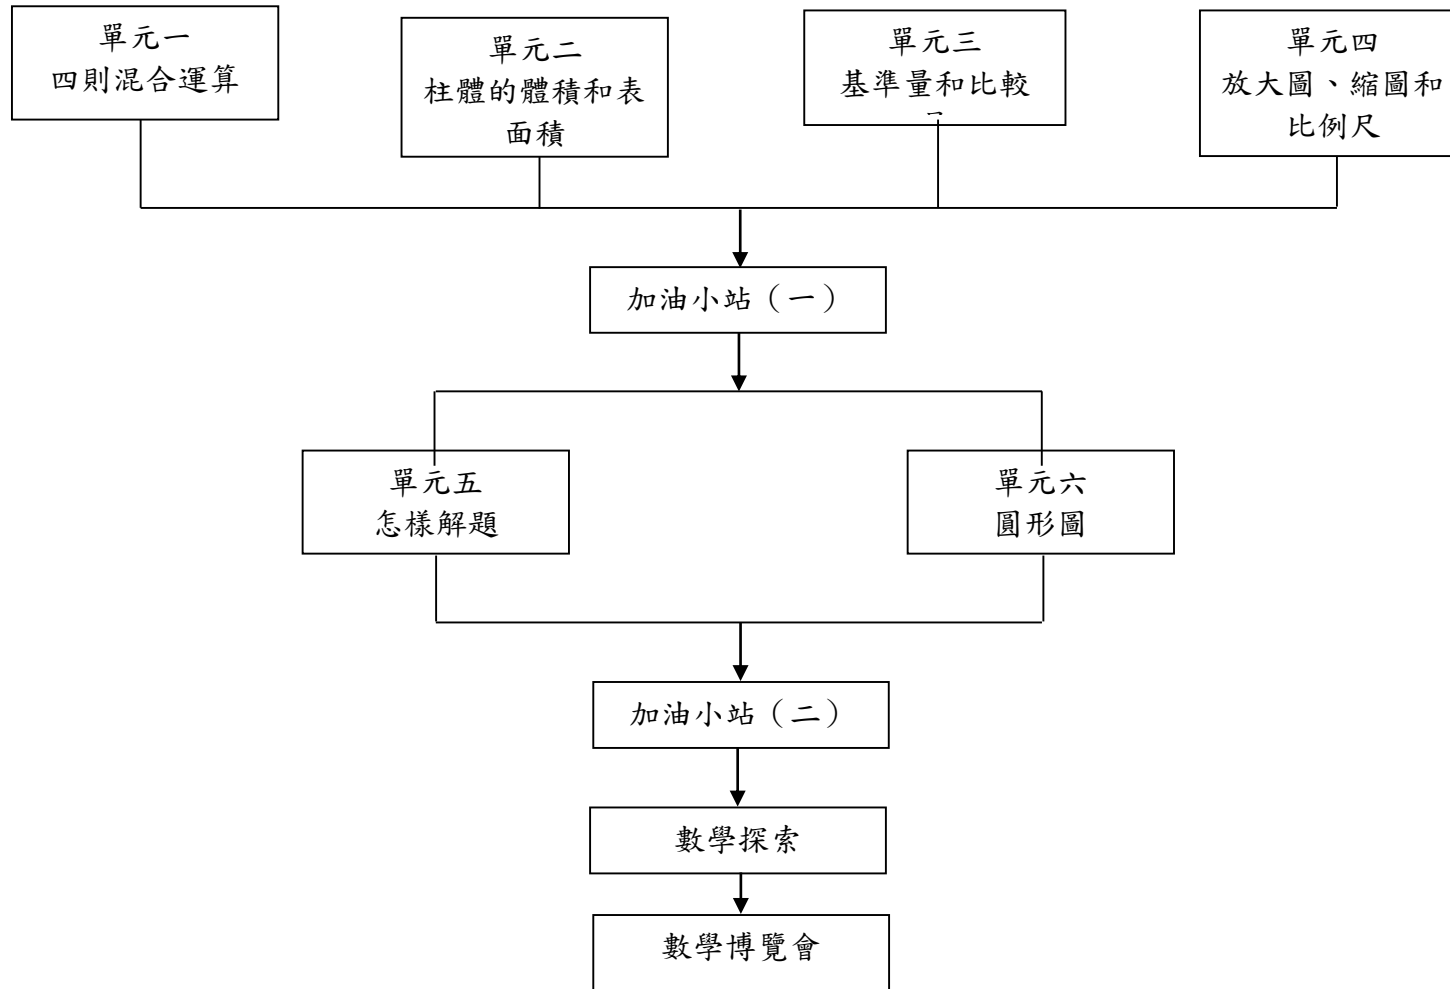 單元一
四則混合運算
單元二
柱體的體積和表
面積
單元三
基準量和比較
單元四
放大圖、縮圖和
比例尺
加油小站（一）
單元五
怎樣解題
單元六
圓形圖
加油小站（二）
數學探索
數學博覽會